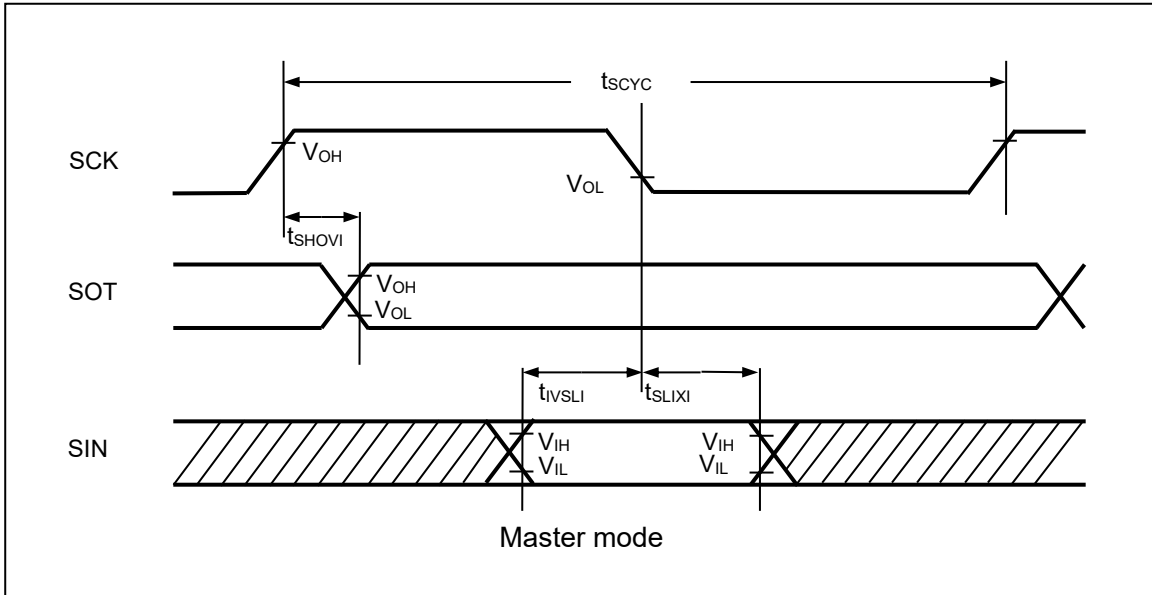 tSCYC
SCK
VOH
VOL
tSHOVI
SOT
VOH
VOL
tIVSLI
tSLIXI
SIN
VIH
VIH
VIL
VIL
Master mode